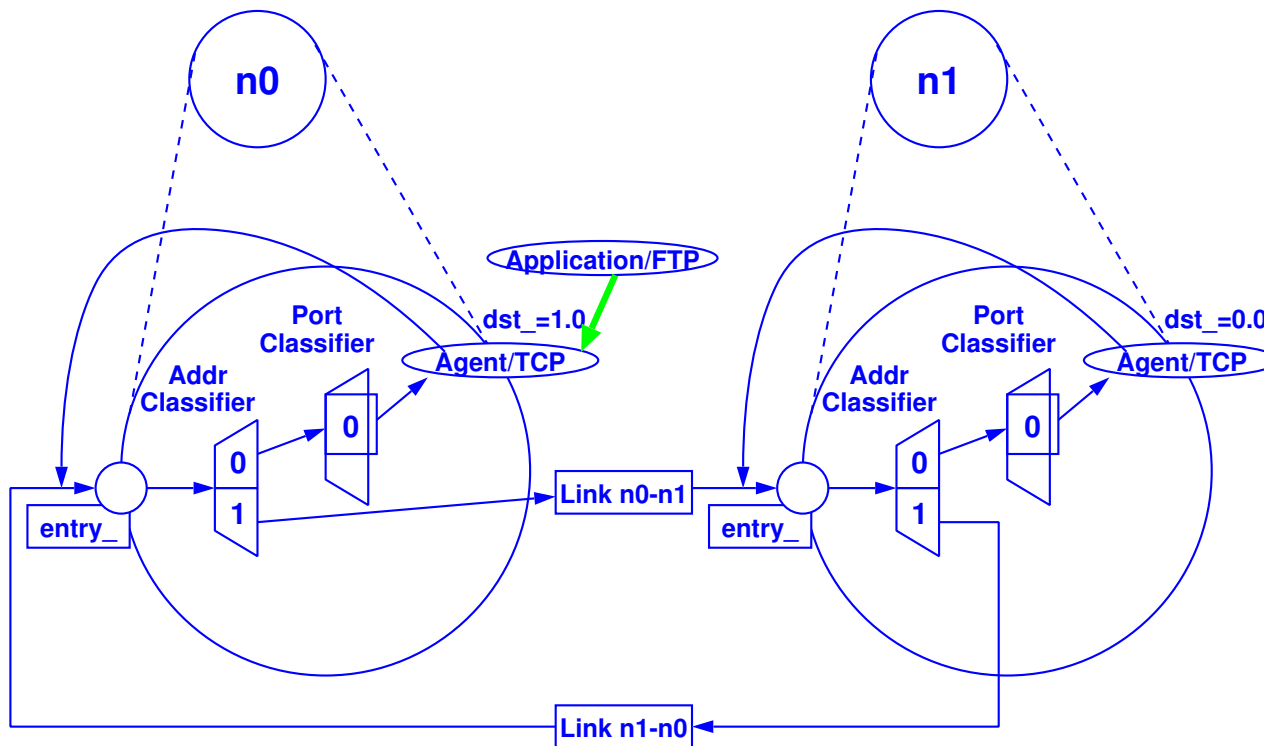 n0
n1
Application/FTP
Port
Classifier
dst_=1.0
Agent/TCP
Addr
Classifier
0
0
1
entry_
Link n0-n1
Port
Classifier
dst_=0.0
Agent/TCP
Addr
Classifier
0
0
1
entry_
Link n1-n0